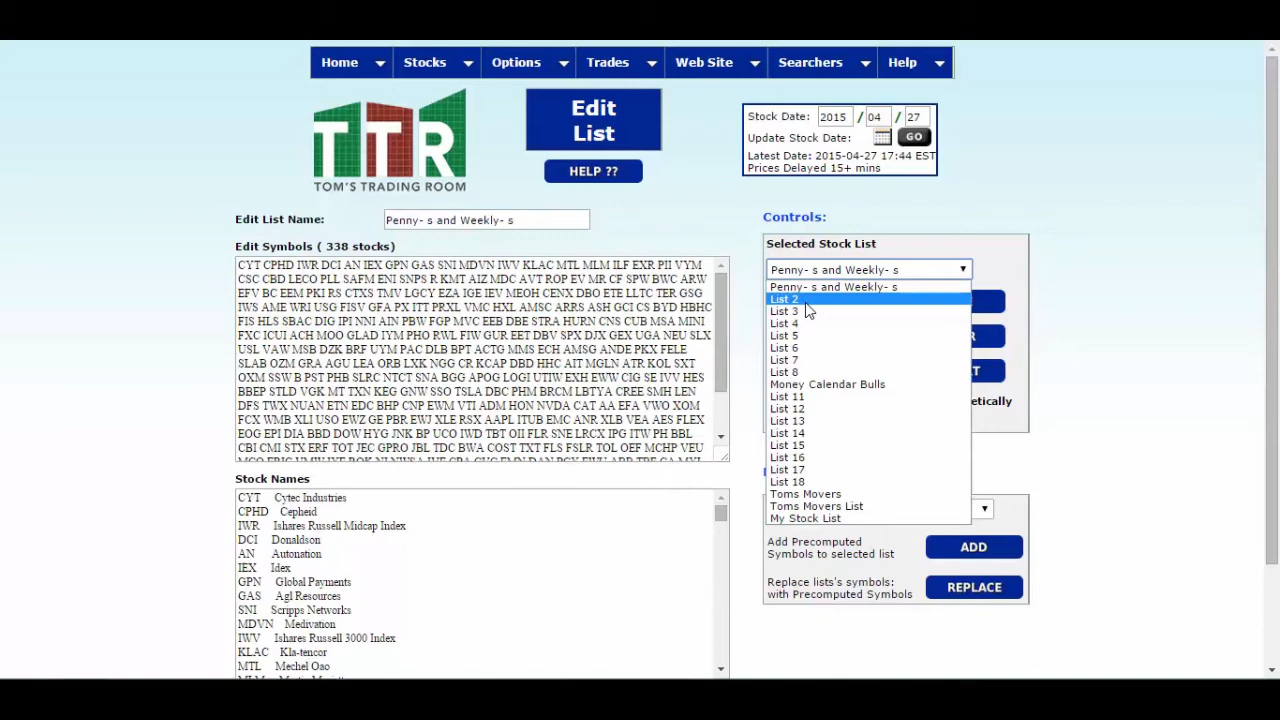 Home Stocks Options Trades Web Site Searchers Help
TTR
TOM'S TRADING ROOM
Edit
List
HELP ??
Stock Date: 2015 / 04 / 27
Update Stock Date: GO
Latest Date: 2015-04-27 17:44 EST
Prices Delayed 15+ mins
Edit List Name: Penny- s and Weekly- s
Edit Symbols ( 338 stocks)
CYT CPHD IWR DCI AN IEX GPN GAS SNI MDVN IWV KLAC MTL MLM ILF EXR PII VYM
CSC CBD LECO PLL SAFM ENI SNPS R KMT AIZ MDC AVT ROP EV MR CF SPW BWC ARW
EFV BC EEM PKI RS CTXS TMV LGCY EZA IGE IEV MEOH CENX DBO ETE LLTC TER GSG
IWS AME WRI USG FISV GFA PX ITT PRXL VMC HXL AMSC ARRS AGU ASH GCI CS BYD HBHC
FIS HLS SBAC DIG IPI NNI AIN PBW FGP MVC EEB DBE STRA HURN CNS CUB MSA MINI
FXC ICUI ACH MOO GLAD IYM PHO RWL FIW GUR EET DBV SPX DJX GEX UGA NEU SLX
USL VAW MSB TDC BRF UYM PAC DLB BPT ACTG MMS ECH AMSG ANDE PKX FELE
SLAB OZM GRA AGU LEA ORB LXK NGG CR KCAP DBD HHC AIT MGLN ATR KOL SXT
OXM SSW B PST PHB SLRC NTCT SNA BGG APOG LOGI UTIW EXH EWW CIG SE IVV HES
BBEP STLD VGK MT TXN KEG GNW SSO TSLA DBC PHM BRCM LBTYA CREE SMH LEN
DFS TWX NUAN ETN EDC BHP CNP EWM VTI ADM HON NVDA CAT AA EFA VWO XOM
FCX WMB XLI USO EWZ GE PBR EWJ XLE RSX AAPL ITUB EMC XLB VEA AES FLEX
EOG EPI DIA BBD DOW HYG JNK BP UCO IWD TBT OII FLR SNE LRCX IPG ITW PH BBL
CBI CMI STX ERF TOT JEC GPRO JBL TDC BWA COST TXT FLS FSLR TOL OEF MCHP VEU
Stock Names
CYT Cytec Industries
CPHD Cepheid
IWR Ishares Russell Midcap Index
DCI Donaldson
AN Autonation
IEX Idex
GPN Global Payments
GAS Agl Resources
SNI Scripps Networks
MDVN Medivation
IWV Ishares Russell 3000 Index
KLAC Kla-tencor
MTL Mechel Oao
Controls:
Selected Stock List
Penny- s and Weekly- s
Penny- s and Weekly- s
List 2
List 3
List 4
List 5
List 6
List 7
List 8
Money Calendar Bulls
List 11
List 12
List 13
List 14
List 15
List 16
List 17
List 18
Toms Movers
Toms Movers List
My Stock List
Add Precomputed
Symbols to selected list
ADD
Replace lists's symbols:
with Precomputed Symbols
REPLACE